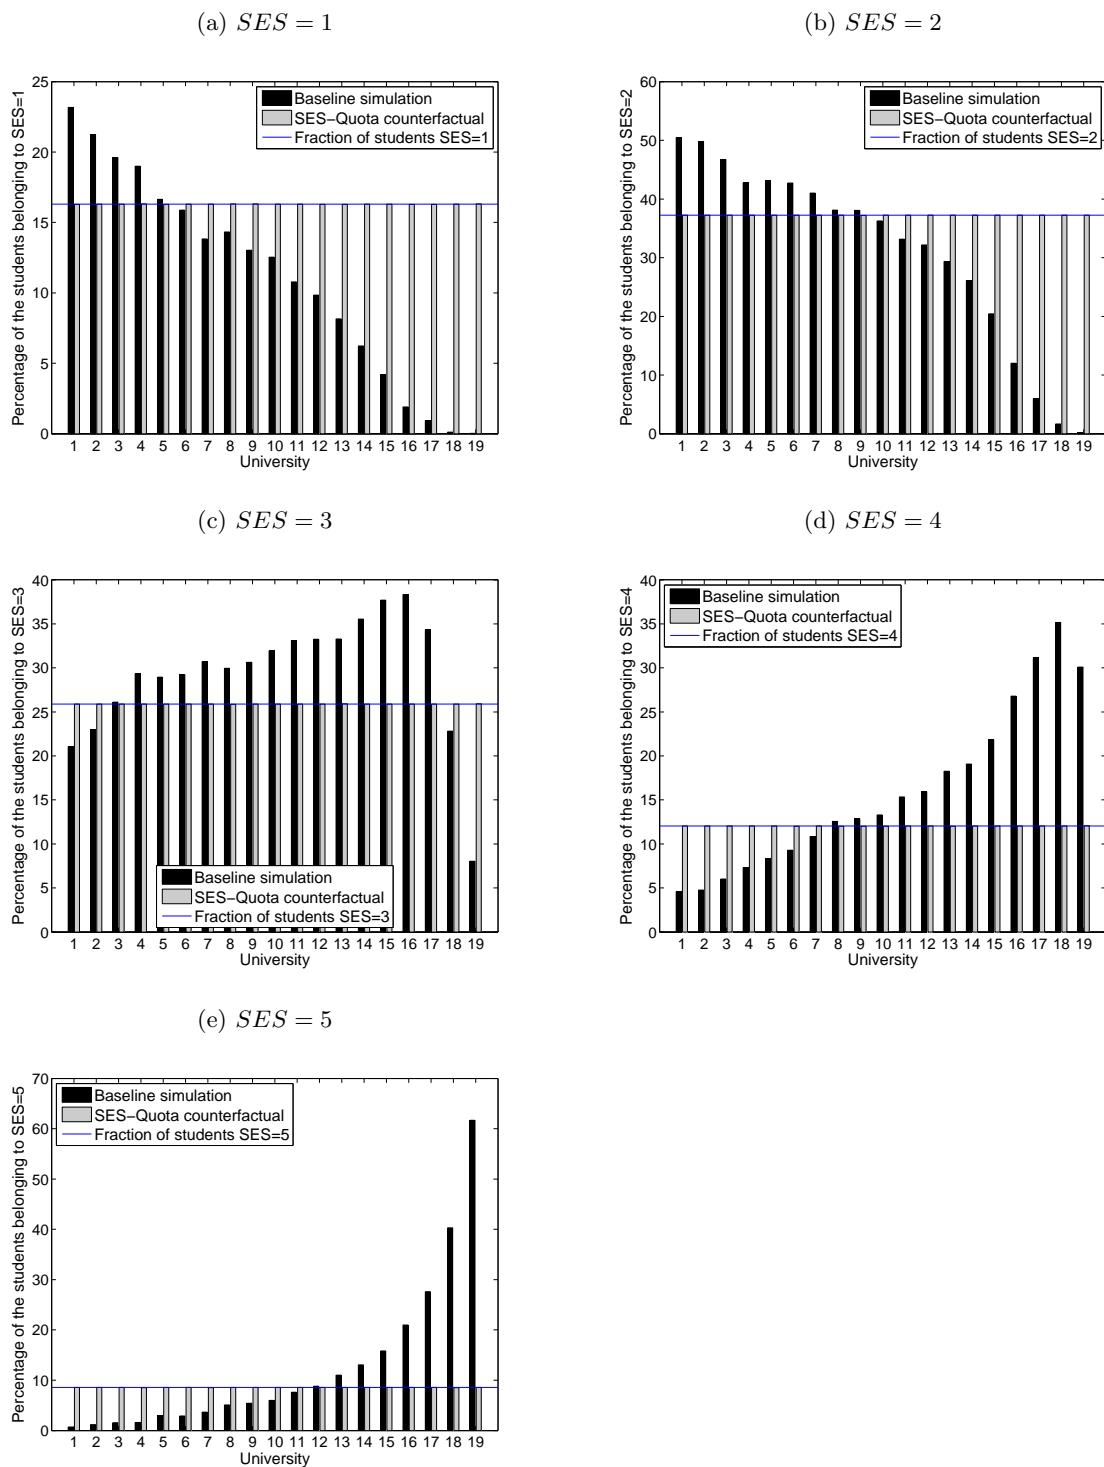 (a) SES = 1
25
20
15
10
5
0
Percentage of the students belonging to SES=1
Baseline simulation
SES−Quota counterfactual
Fraction of students SES=1
1 2 3 4 5 6 7 8 9 10 11 12 13 14 15 16 17 18 19
University
(b) SES = 2
60
50
40
30
20
10
0
Percentage of the students belonging to SES=2
Baseline simulation
SES−Quota counterfactual
Fraction of students SES=2
1 2 3 4 5 6 7 8 9 10 11 12 13 14 15 16 17 18 19
University
(c) SES = 3
40
35
30
25
20
15
10
5
0
Percentage of the students belonging to SES=3
Baseline simulation
SES−Quota counterfactual
Fraction of students SES=3
1 2 3 4 5 6 7 8 9 10 11 12 13 14 15 16 17 18 19
University
(d) SES = 4
40
35
30
25
20
15
10
5
0
Percentage of the students belonging to SES=4
Baseline simulation
SES−Quota counterfactual
Fraction of students SES=4
1 2 3 4 5 6 7 8 9 10 11 12 13 14 15 16 17 18 19
University
(e) SES = 5
70
60
50
40
30
20
10
0
Percentage of the students belonging to SES=5
Baseline simulation
SES−Quota counterfactual
Fraction of students SES=5
1 2 3 4 5 6 7 8 9 10 11 12 13 14 15 16 17 18 19
University